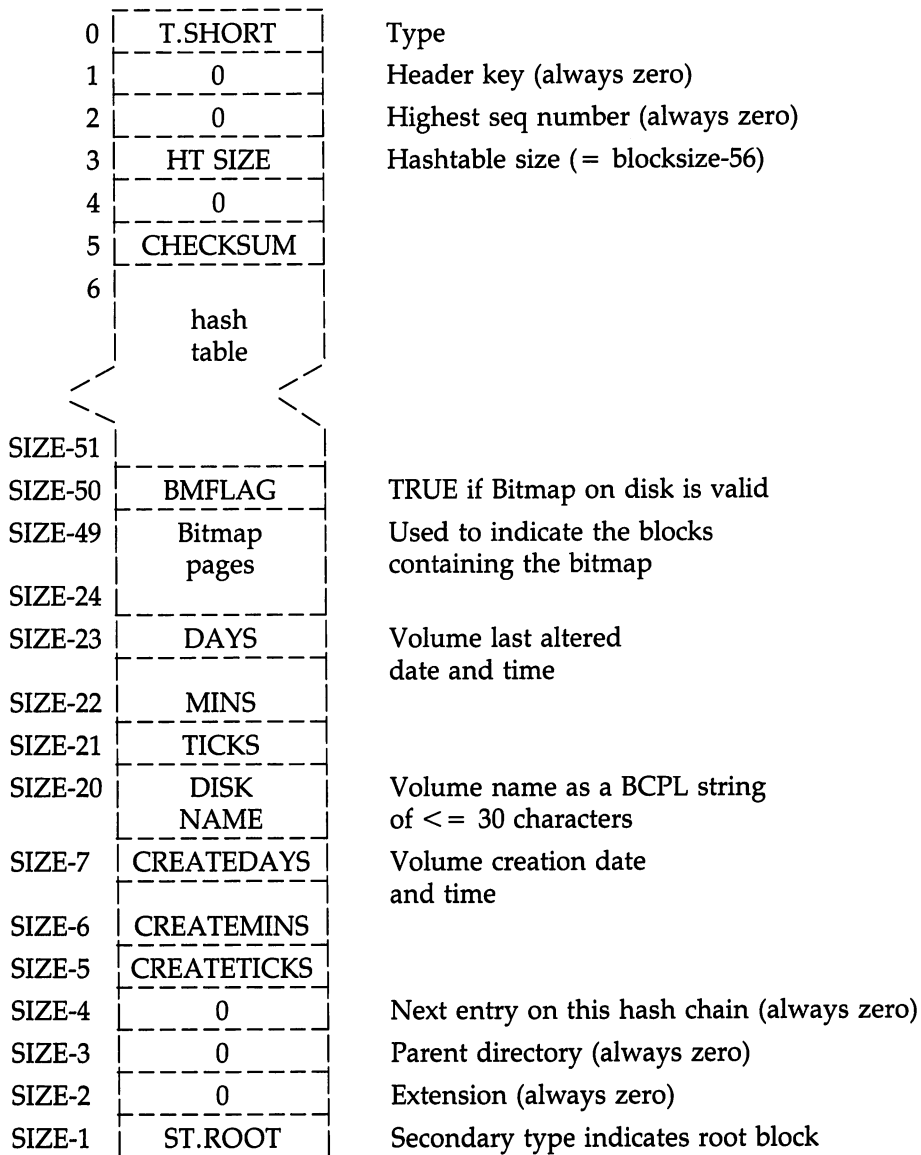 0 T.SHORT Type
1 0 Header key (always zero)
2 0 Highest seq number (always zero)
3 HT SIZE Hashtable size (= blocksize-56)
4 0
5 CHECKSUM
6
hash
table
SIZE-51
SIZE-50 BMFLAG TRUE if Bitmap on disk is valid
SIZE-49 Bitmap Used to indicate the blocks
pages containing the bitmap
SIZE-24
SIZE-23 DAYS Volume last altered
date and time
SIZE-22 MINS
SIZE-21 TICKS
SIZE-20 DISK Volume name as a BCPL string
NAME of <= 30 characters
SIZE-7 CREATEDAYS Volume creation date
and time
SIZE-6 CREATEMINS
SIZE-5 CREATETICKS
SIZE-4 0 Next entry on this hash chain (always zero)
SIZE-3 0 Parent directory (always zero)
SIZE-2 0 Extension (always zero)
SIZE-1 ST.ROOT Secondary type indicates root block